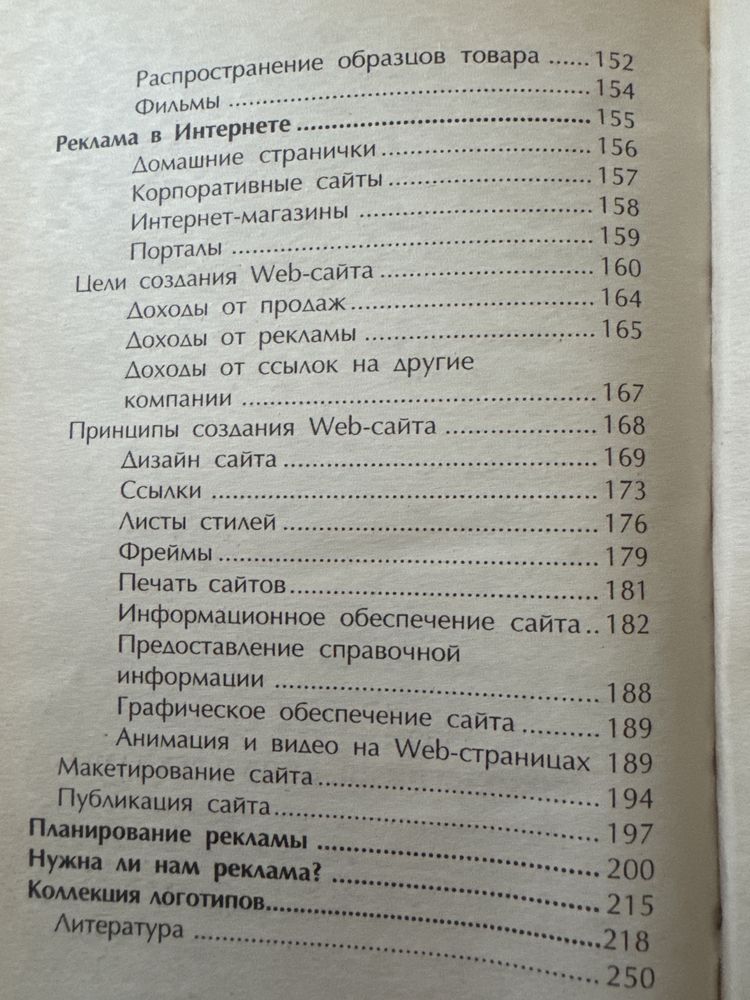 Распространение образцов товара ...... 152
Фильмы ........ 154
Реклама в Интернете ........ 155
Домашние странички ........ 156
Корпоративные сайты ........ 157
Интернет-магазины ........ 158
Порталы ........ 159
Цели создания Web-сайта ........ 160
Доходы от продаж ........ 164
Доходы от рекламы ........ 165
Доходы от ссылок на другие
компании ........ 167
Принципы создания Web-сайта ........ 168
Дизайн сайта ........ 169
Ссылки ........ 173
Листы стилей ........ 176
Фреймы ........ 179
Печать сайтов ........ 181
Информационное обеспечение сайта .. 182
Предоставление справочной
информации ........ 188
Графическое обеспечение сайта ........ 189
Анимация и видео на Web-страницах 189
Макетирование сайта ........ 194
Публикация сайта ........ 197
Планирование рекламы ........ 200
Нужна ли нам реклама? ........ 215
Коллекция логотипов ........ 218
Литература ........ 250